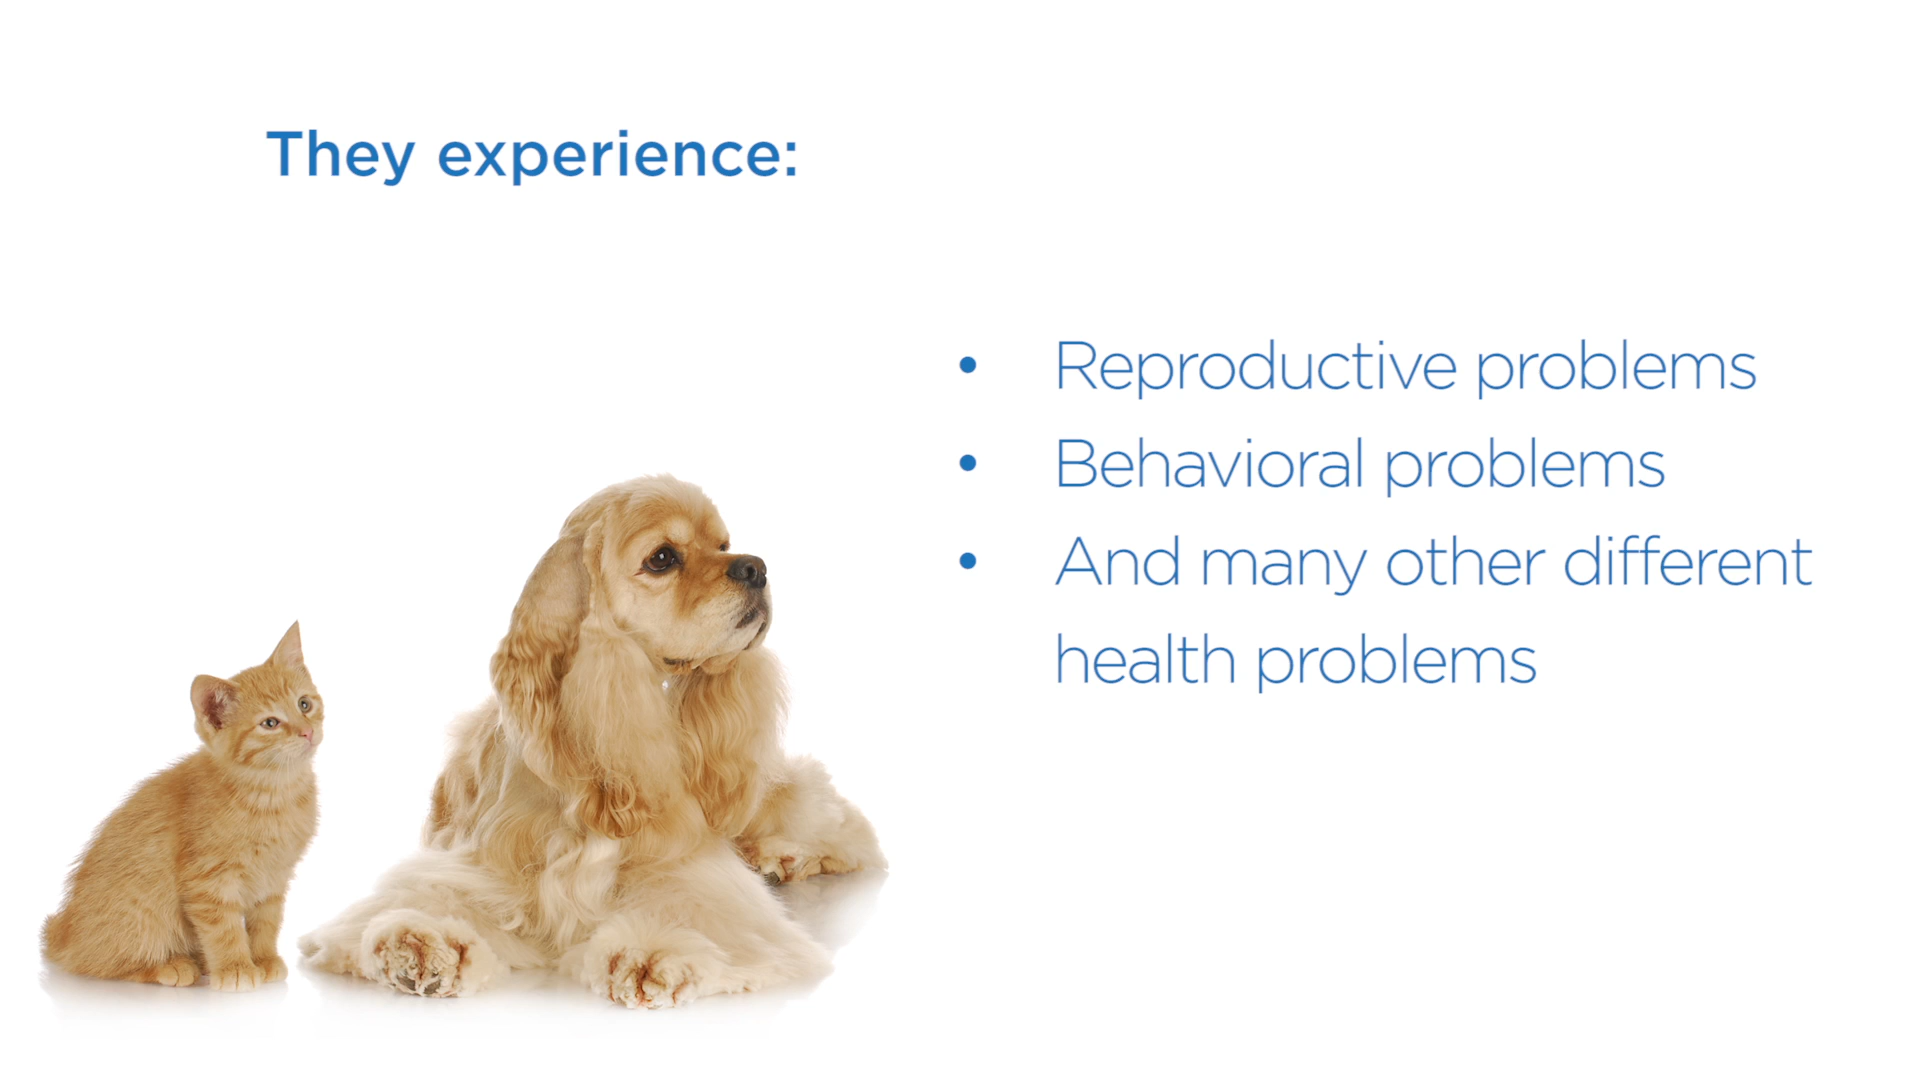 They experience:
• Reproductive problems
• Behavioral problems
• And many other different
health problems